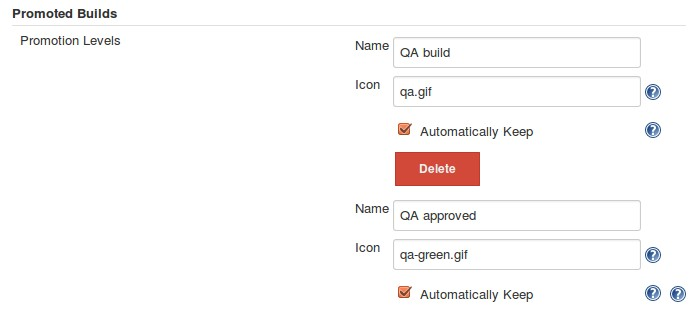 Promoted Builds
Promotion Levels
Name QA build
Icon qa.gif
Automatically Keep
Delete
Name QA approved
Icon qa-green.gif
Automatically Keep